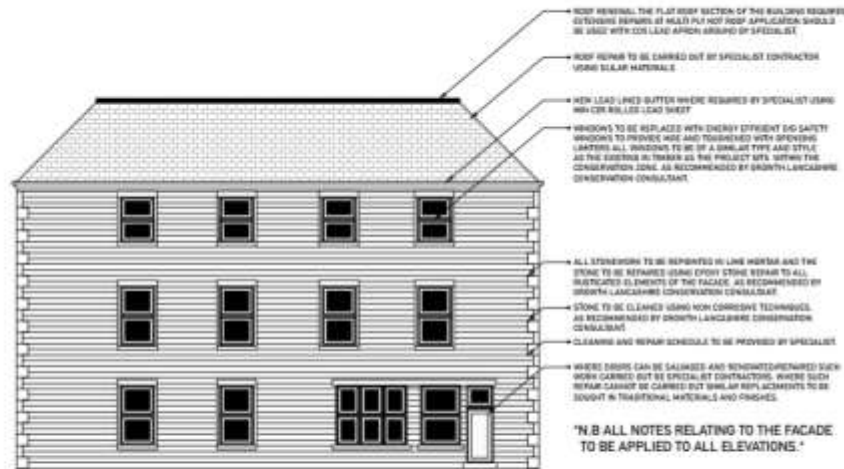 ROOF RENEWAL THE FLAT ROOF SECTION OF THE BUILDING REQUIRES
EXTENSIVE REPAIRS AT MULTI PLY HOT ROOF APPLICATION SHOULD
BE USED WITH LEAD APRON AROUND BY SPECIALIST.
ROOF REPAIR TO BE CARRIED OUT BY SPECIALIST CONTRACTOR
USING MATERIALS.
NEW LEAD LINED GUTTER WHERE REQUIRED BY SPECIALIST USING
MIN ROLLED LEAD SHEET
WINDOWS TO BE REPLACED WITH ENERGY EFFICIENT SAFETY
WINDOWS TO PROVIDE AND TOUGHENED WITH OPENING
LIMITERS ALL WINDOWS TO BE OF A SIMILAR TYPE AND STYLE
AS THE EXISTING IN TIMBER AS THE PROJECT SITS WITHIN THE
CONSERVATION ZONE. AS RECOMMENDED BY GROWTH LANCASHIRE
CONSERVATION CONSULTANT.
ALL STONEWORK TO BE REPOINTED IN LIME MORTAR AND THE
STONE TO BE REPAIRED USING EPOXY STONE REPAIR TO ALL
RUSTICATED ELEMENTS OF THE FACADE. AS RECOMMENDED BY
GROWTH LANCASHIRE CONSERVATION CONSULTANT.
STONE TO BE CLEANED USING NON CORROSIVE TECHNIQUES.
AS RECOMMENDED BY GROWTH LANCASHIRE CONSERVATION
CONSULTANT.
CLEANING AND REPAIR SCHEDULE TO BE PROVIDED BY SPECIALIST.
WHERE DOORS CAN BE SALVAGED AND RENOVATED/REPAIRED SUCH
WORK CARRIED OUT BE SPECIALIST CONTRACTORS. WHERE SUCH
REPAIR CANNOT BE CARRIED OUT SIMILAR REPLACEMENTS TO BE
SOUGHT IN TRADITIONAL MATERIALS AND FINISHES.
"N.B ALL NOTES RELATING TO THE FACADE
TO BE APPLIED TO ALL ELEVATIONS."